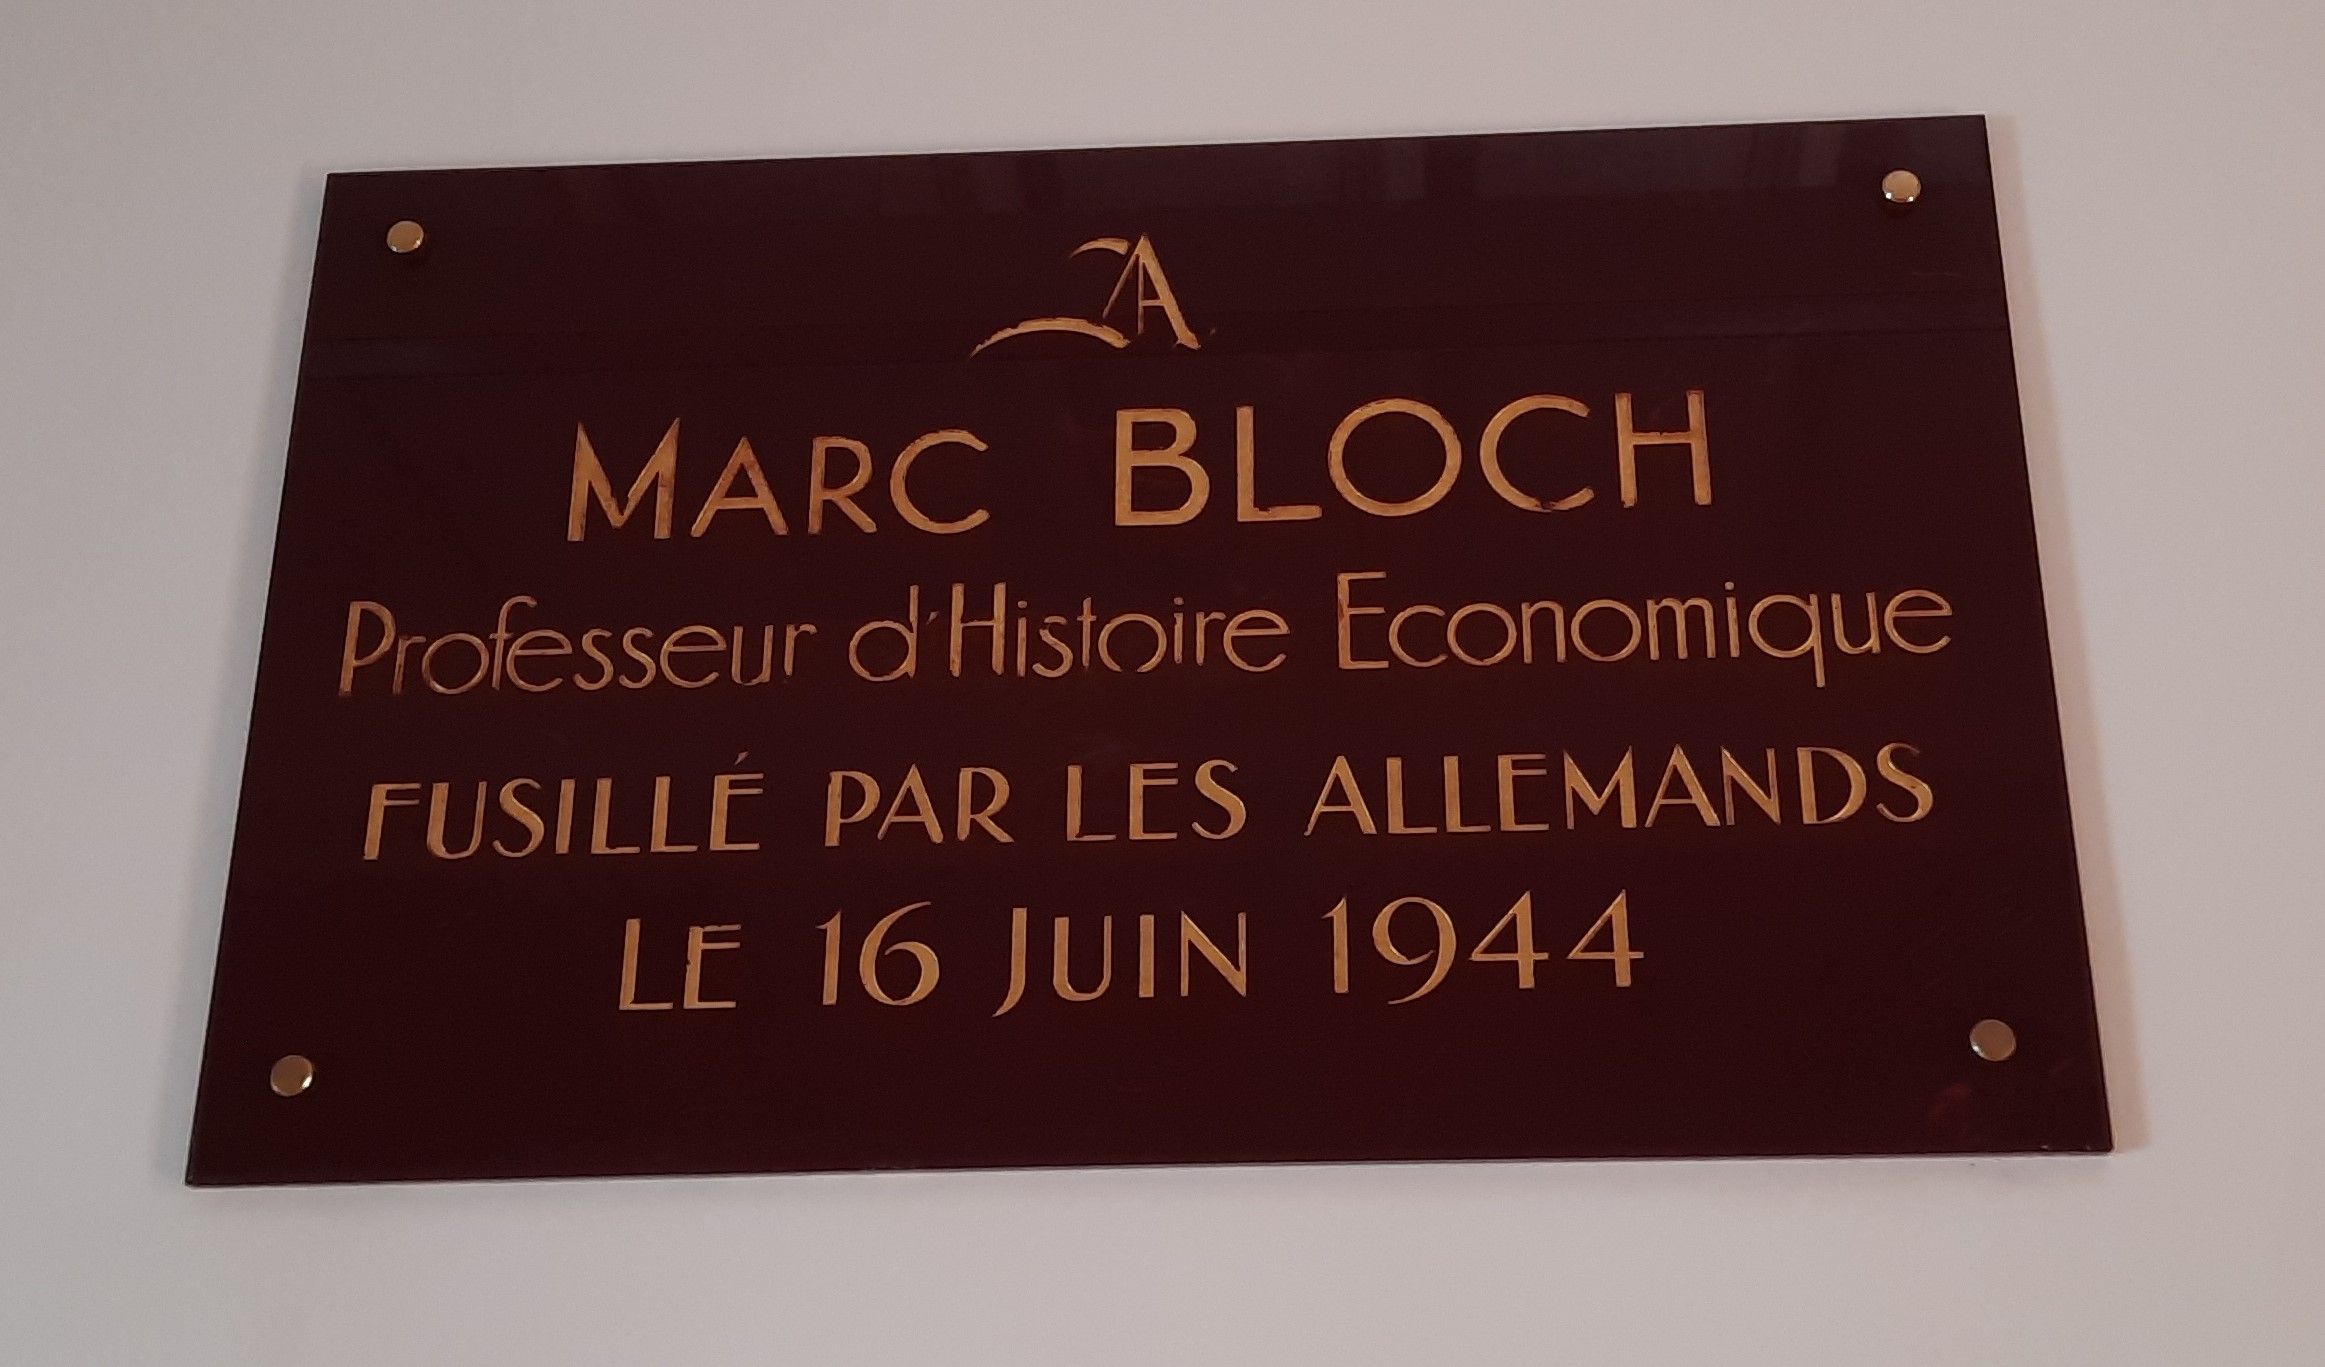 A
MARC BLOCH
Professeur d'Histoire Economique
FUSILLÉ PAR LES ALLEMANDS
LE 16 JUIN 1944